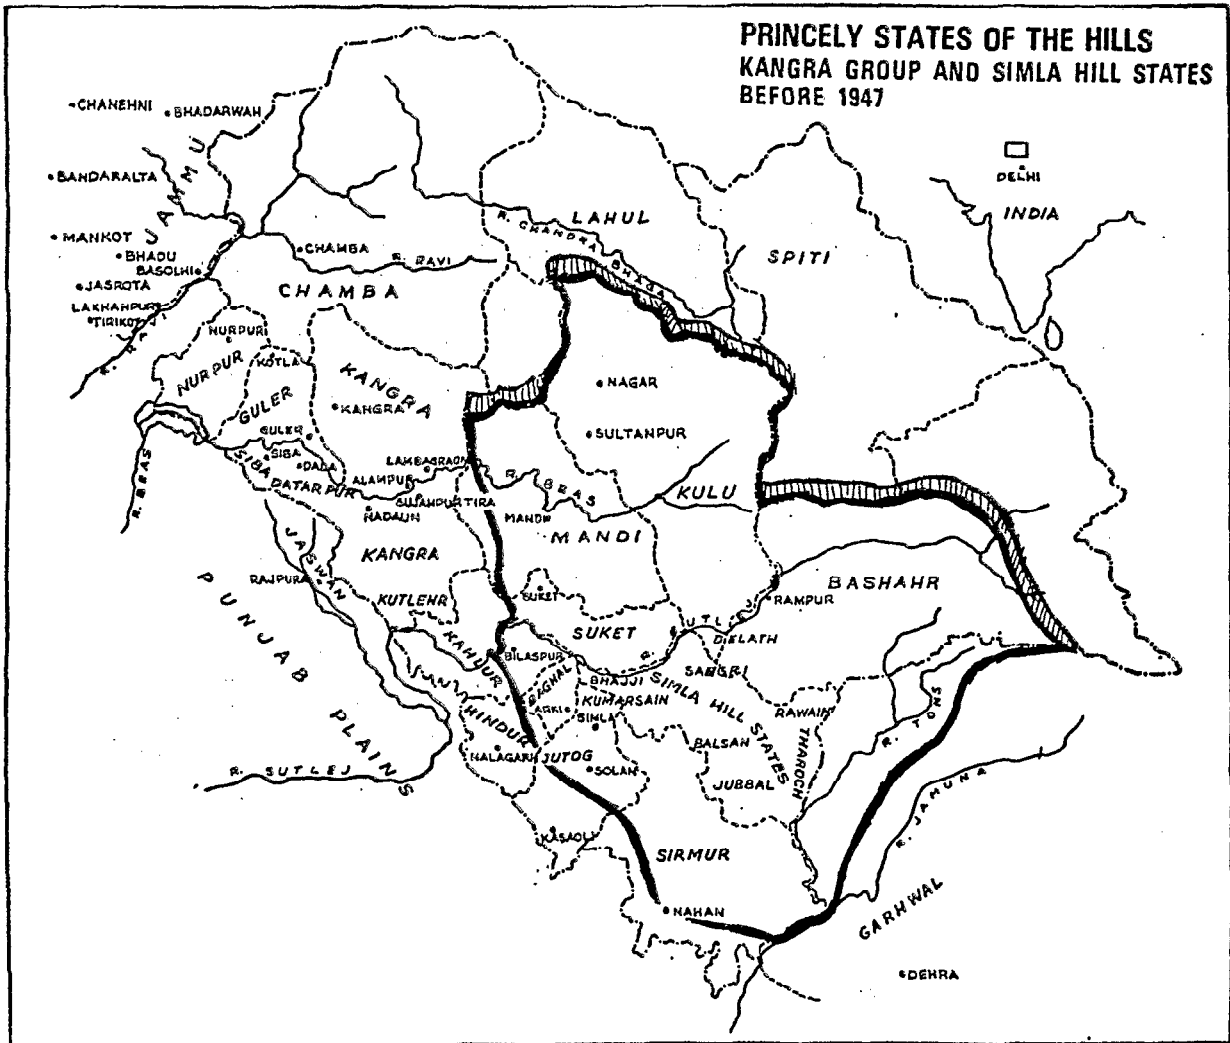 PRINCELY STATES OF THE HILLS
KANGRA GROUP AND SIMLA HILL STATES
BEFORE 1947
CHANEHNI
BHADARWAH
JAMMU
BANDARALTA
DELHI
INDIA
MANKOT
BHADU
BASOLHI
JASROTA
LAKHANPUR
TIRIKOT
R. RAVI
CHAMBA
R. RAVI
CHAMBA
LAHUL
R. CHANDRA BHAGA
SPITI
NURPUR
NURPUR
KOTLA
GULER
GULER
KANGRA
KANGRA
NAGAR
SULTANPUR
SIBA
SIBA
DADA
DATARPUR
ALAMPUR
LAMBAGRAON
SUJANPUR TIRA
NADAUN
R. BEAS
R. BEAS
MANDI
MANDI
KULU
JASWAN
RAJPURA
KANGRA
KUTLEHR
KAHLUR
SUKET
SUKET
BASHAHR
RAMPUR
R. SUTLEJ
DELATH
SANGRI
BILASPUR
BAGHAL
ARKI
BHAJJI
KUMARSAIN
SIMLA
SIMLA HILL STATES
RAWAIN
THAROCH
R. TONS
PUNJAB PLAINS
HINDUR
NALAGARH
JUTOG
SOLAN
BALSAN
JUBBAL
R. SUTLEJ
R. JAMUNA
KASAOLI
SIRMUR
NAHAN
GARHWAL
DEHRA